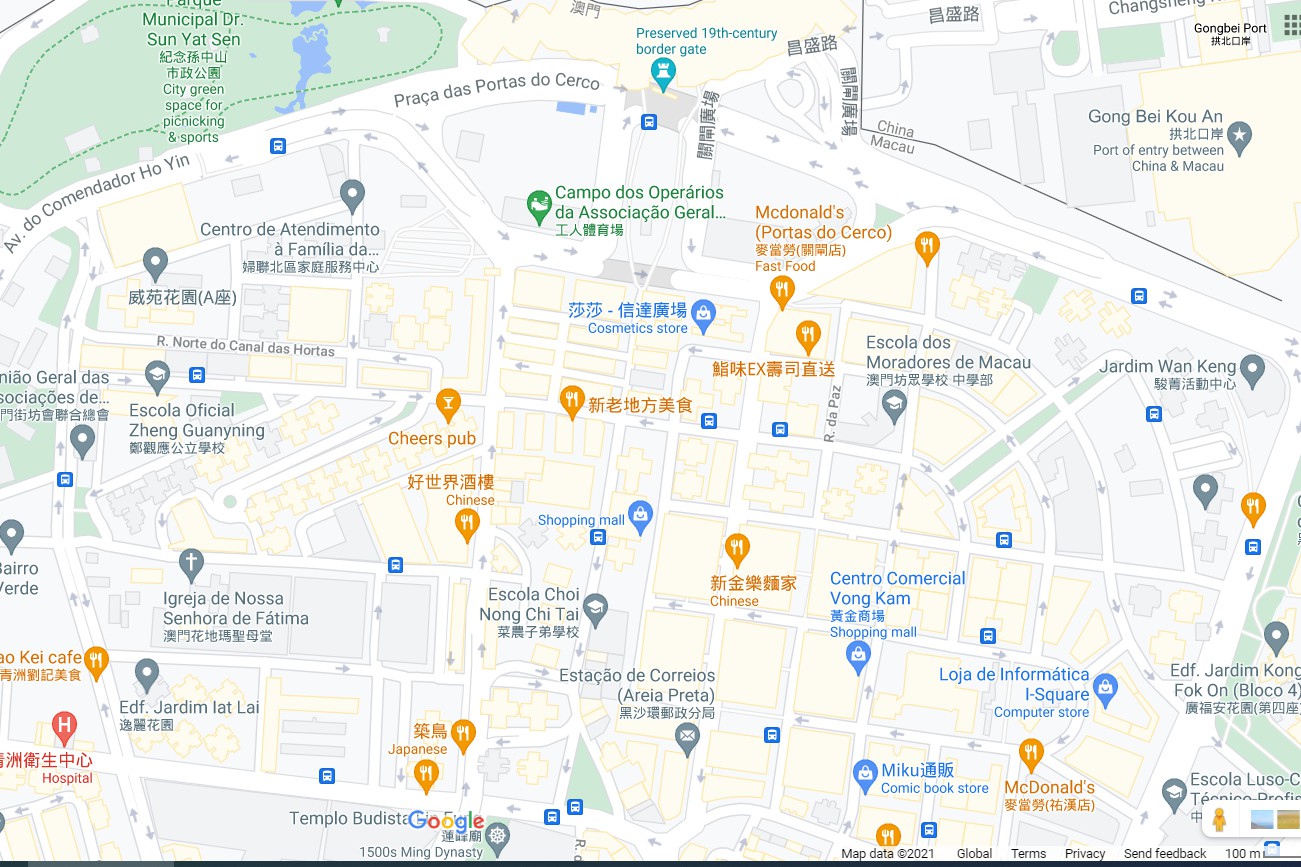 Parque
Municipal Dr.
Sun Yat Sen
紀念孫中山
市政公園
City green
space for
picnicking
& sports
澳門
Preserved 19th-century
border gate
昌盛路
昌盛路
Changsheng R
Gongbei Port
拱北口岸
Praça das Portas do Cerco
關閘廣場
關閘廣場
China
Macau
Gong Bei Kou An
拱北口岸
Port of entry between
China & Macau
Av. do Comendador Ho Yin
Campo dos Operários
da Associação Geral...
工人體育場
Mcdonald's
(Portas do Cerco)
麥當勞(關閘店)
Fast Food
Centro de Atendimento
à Família da...
婦聯北區家庭服務中心
威苑花園(A座)
莎莎 - 信達廣場
Cosmetics store
R. Norte do Canal das Hortas
鮨味EX壽司直送
Escola dos
Moradores de Macau
澳門坊眾學校 中學部
Jardim Wan Keng
駿菁活動中心
nião Geral das
sociações de...
門街坊會聯合總會
Escola Oficial
Zheng Guanyning
鄭觀應公立學校
Cheers pub
新老地方美食
R. da Paz
好世界酒樓
Chinese
Shopping mall
新金樂麵家
Chinese
Bairro
Verde
Igreja de Nossa
Senhora de Fátima
澳門花地瑪聖母堂
Escola Choi
Nong Chi Tai
菜農子弟學校
Centro Comercial
Vong Kam
黃金商場
Shopping mall
ao Kei cafe
青洲劉記美食
Edf. Jardim Iat Lai
逸麗花園
Estação de Correios
(Areia Preta)
黑沙環郵政分局
Loja de Informática
I-Square
Computer store
Edf. Jardim Kong
Fok On (Bloco 4)
廣福安花園(第四座)
H
青洲衛生中心
Hospital
築鳥
Japanese
Miku通販
Comic book store
McDonald's
麥當勞(祐漢店)
Escola Luso-C
Técnico-Profis
中
Templo Budista
Google
蓮峰廟
1500s Ming Dynasty
R. d
Map data ©2021 Global Terms Privacy Send feedback 100 m